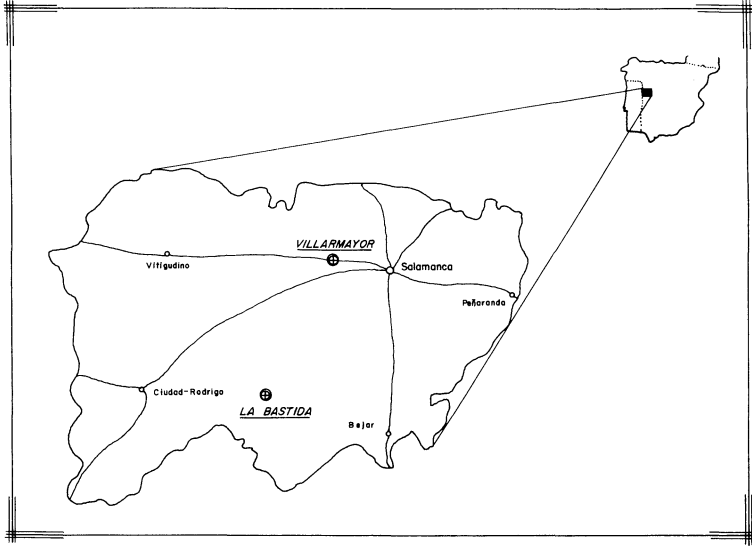 VILLARMAYOR
Vitigudino
Salamanca
Peñaranda
Ciudad-Rodrigo
LA BASTIDA
Bejar